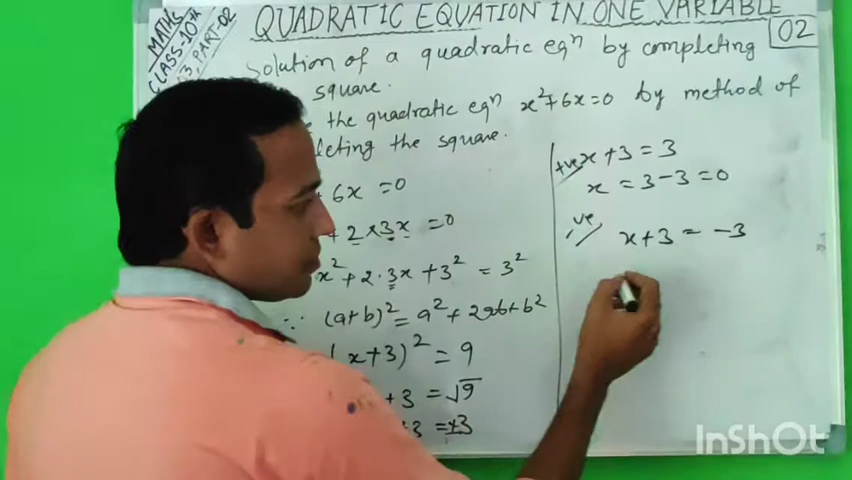 MATHS
CLASS-10th
3, PART-02
QUADRATIC EQUATION IN ONE VARIABLE
02
Solution of a quadratic eqn by completing
square.
the quadratic eqn x²+6x=0 by method of
leting the square.
6x = 0
+ 2×3x = 0
x² + 2·3x + 3² = 3²
∵ (a+b)² = a² + 2ab + b²
(x+3)² = 9
+3 = √9
+3 = ±3
+ve x+3 = 3
x = 3-3 = 0
-ve x+3 = -3
InShOt